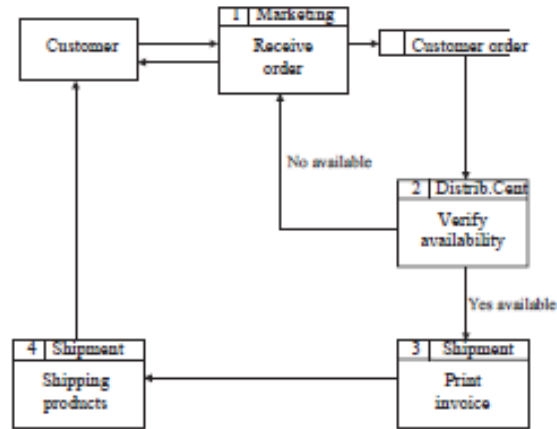 1 Marketing
Customer
Receive
order
Customer order
No available
2 Distrib.Cent
Verify
availability
Yes available
4 Shipment
Shipping
products
3 Shipment
Print
invoice